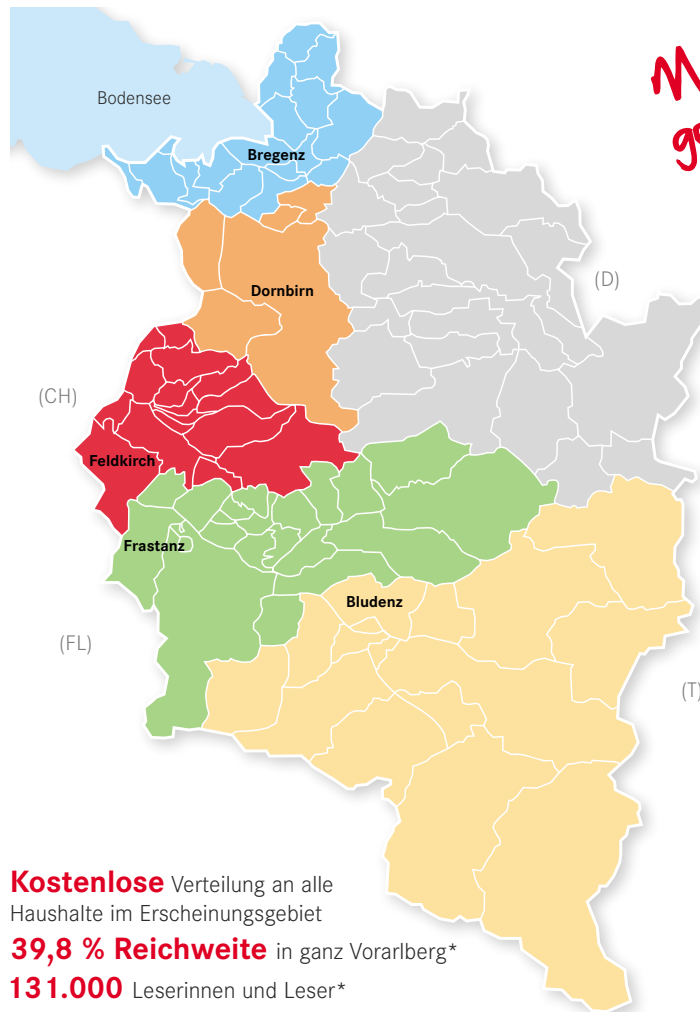 Bodensee
Bregenz
(D)
Dornbirn
(CH)
Feldkirch
Frastanz
Bludenz
(FL)
(T)
Kostenlose Verteilung an alle
Haushalte im Erscheinungsgebiet
39,8 % Reichweite in ganz Vorarlberg*
131.000 Leserinnen und Leser*